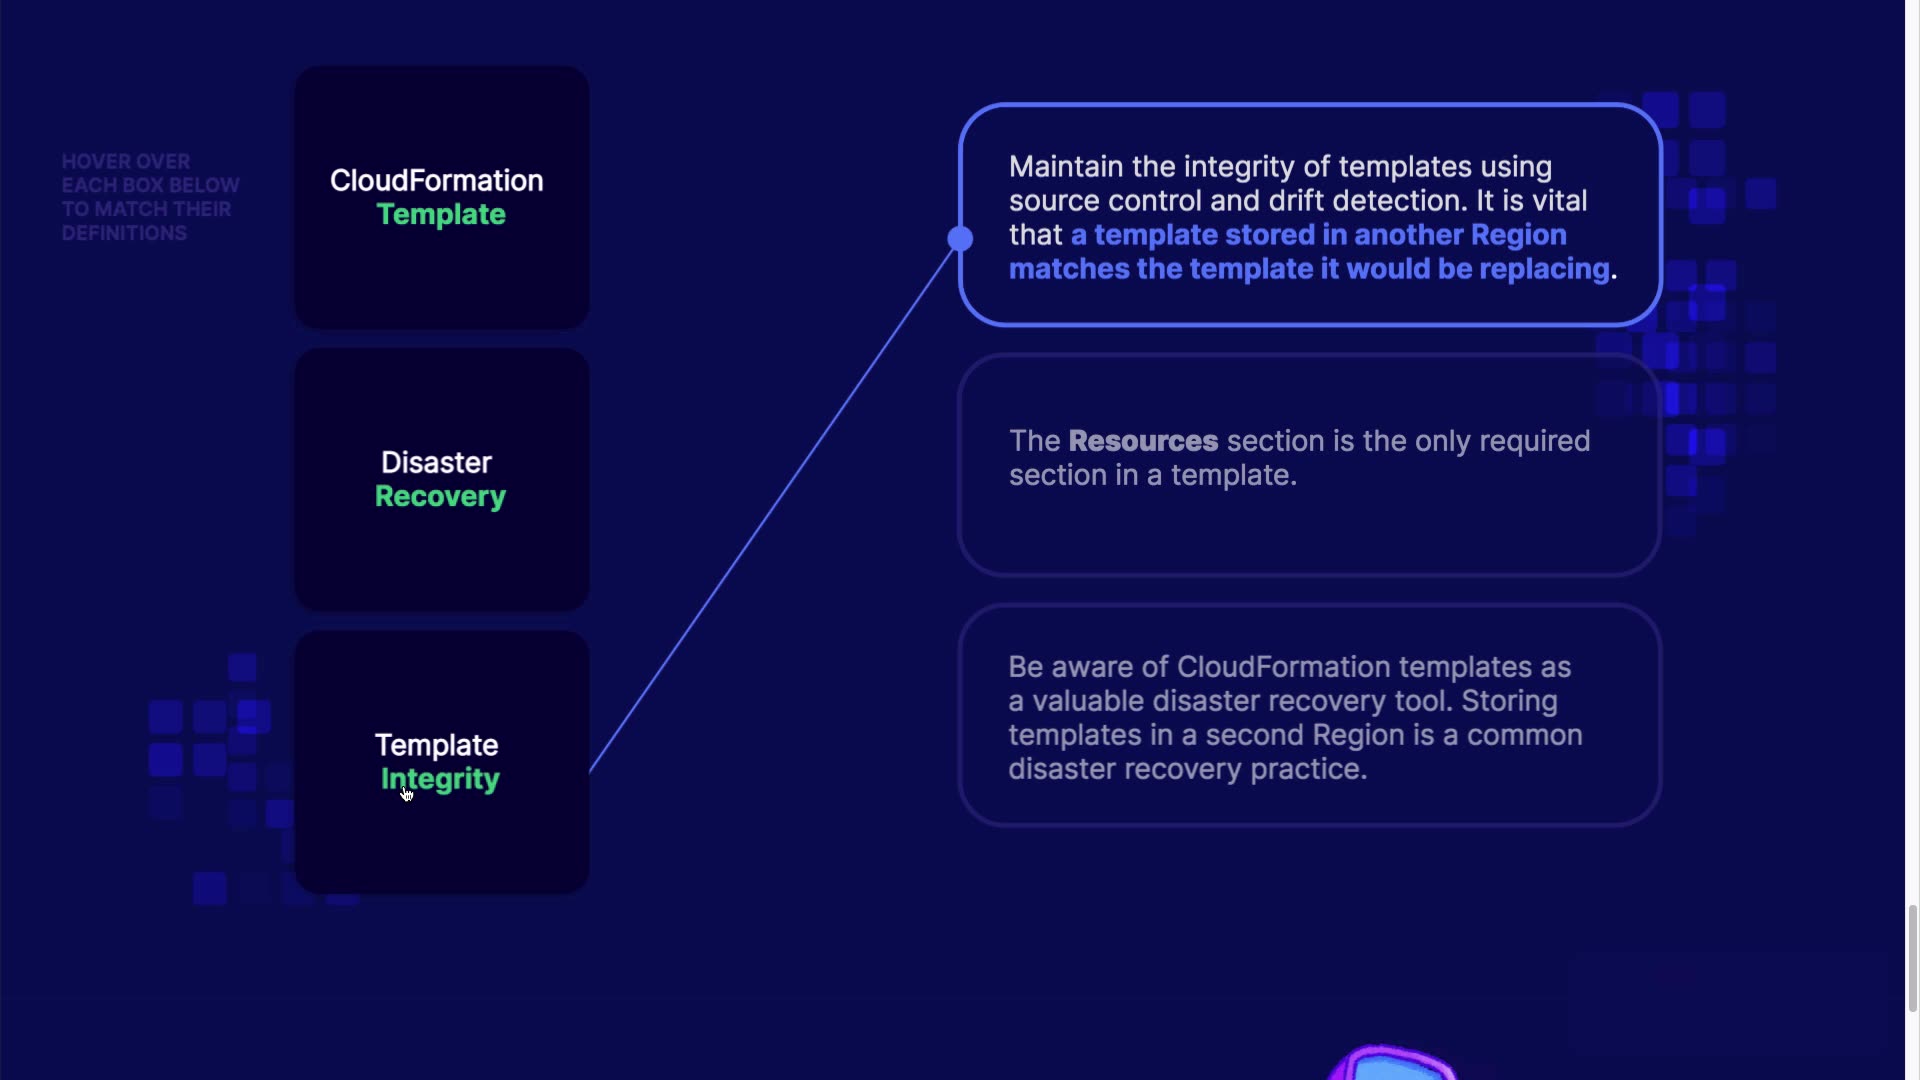 HOVER OVER
EACH BOX BELOW
TO MATCH THEIR
DEFINITIONS
CloudFormation
Template
Disaster
Recovery
Template
Integrity
Maintain the integrity of templates using
source control and drift detection. It is vital
that a template stored in another Region
matches the template it would be replacing.
The Resources section is the only required
section in a template.
Be aware of CloudFormation templates as
a valuable disaster recovery tool. Storing
templates in a second Region is a common
disaster recovery practice.